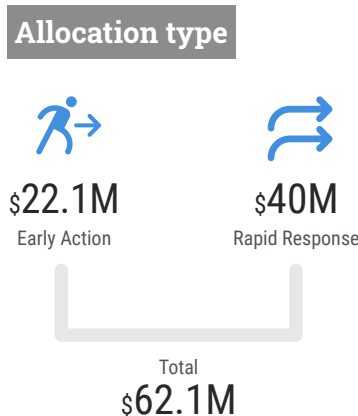 Allocation type
$22.1M
Early Action
$40M
Rapid Response
Total
$62.1M